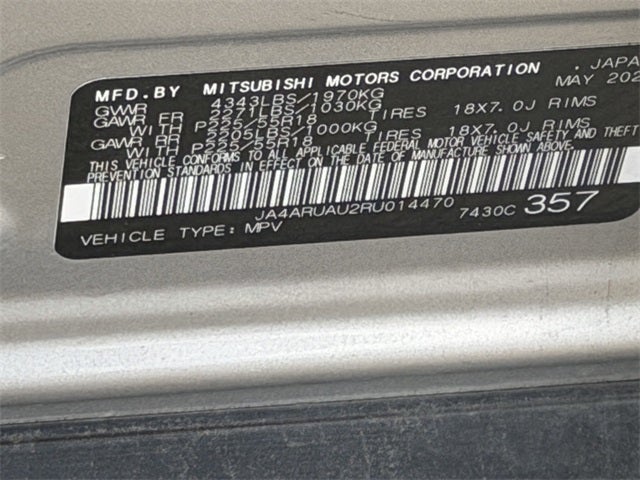 MFD. BY MITSUBISHI MOTORS CORPORATION . JAPA
MAY 202
GVWR 4343LBS/1970KG
GAWR FR 2271LBS/1030KG
WITH P225/55R18 TIRES 18X7.0J RIMS
GAWR RR 2205LBS/1000KG
WITH P225/55R18 TIRES 18X7.0J RIMS
THIS VEHICLE CONFORMS TO ALL APPLICABLE FEDERAL MOTOR VEHICLE SAFETY AND THEFT
PREVENTION STANDARDS IN EFFECT ON THE DATE OF MANUFACTURE SHOWN ABOVE.
JA4ARUAU2RU014470
VEHICLE TYPE: MPV 7430C 357